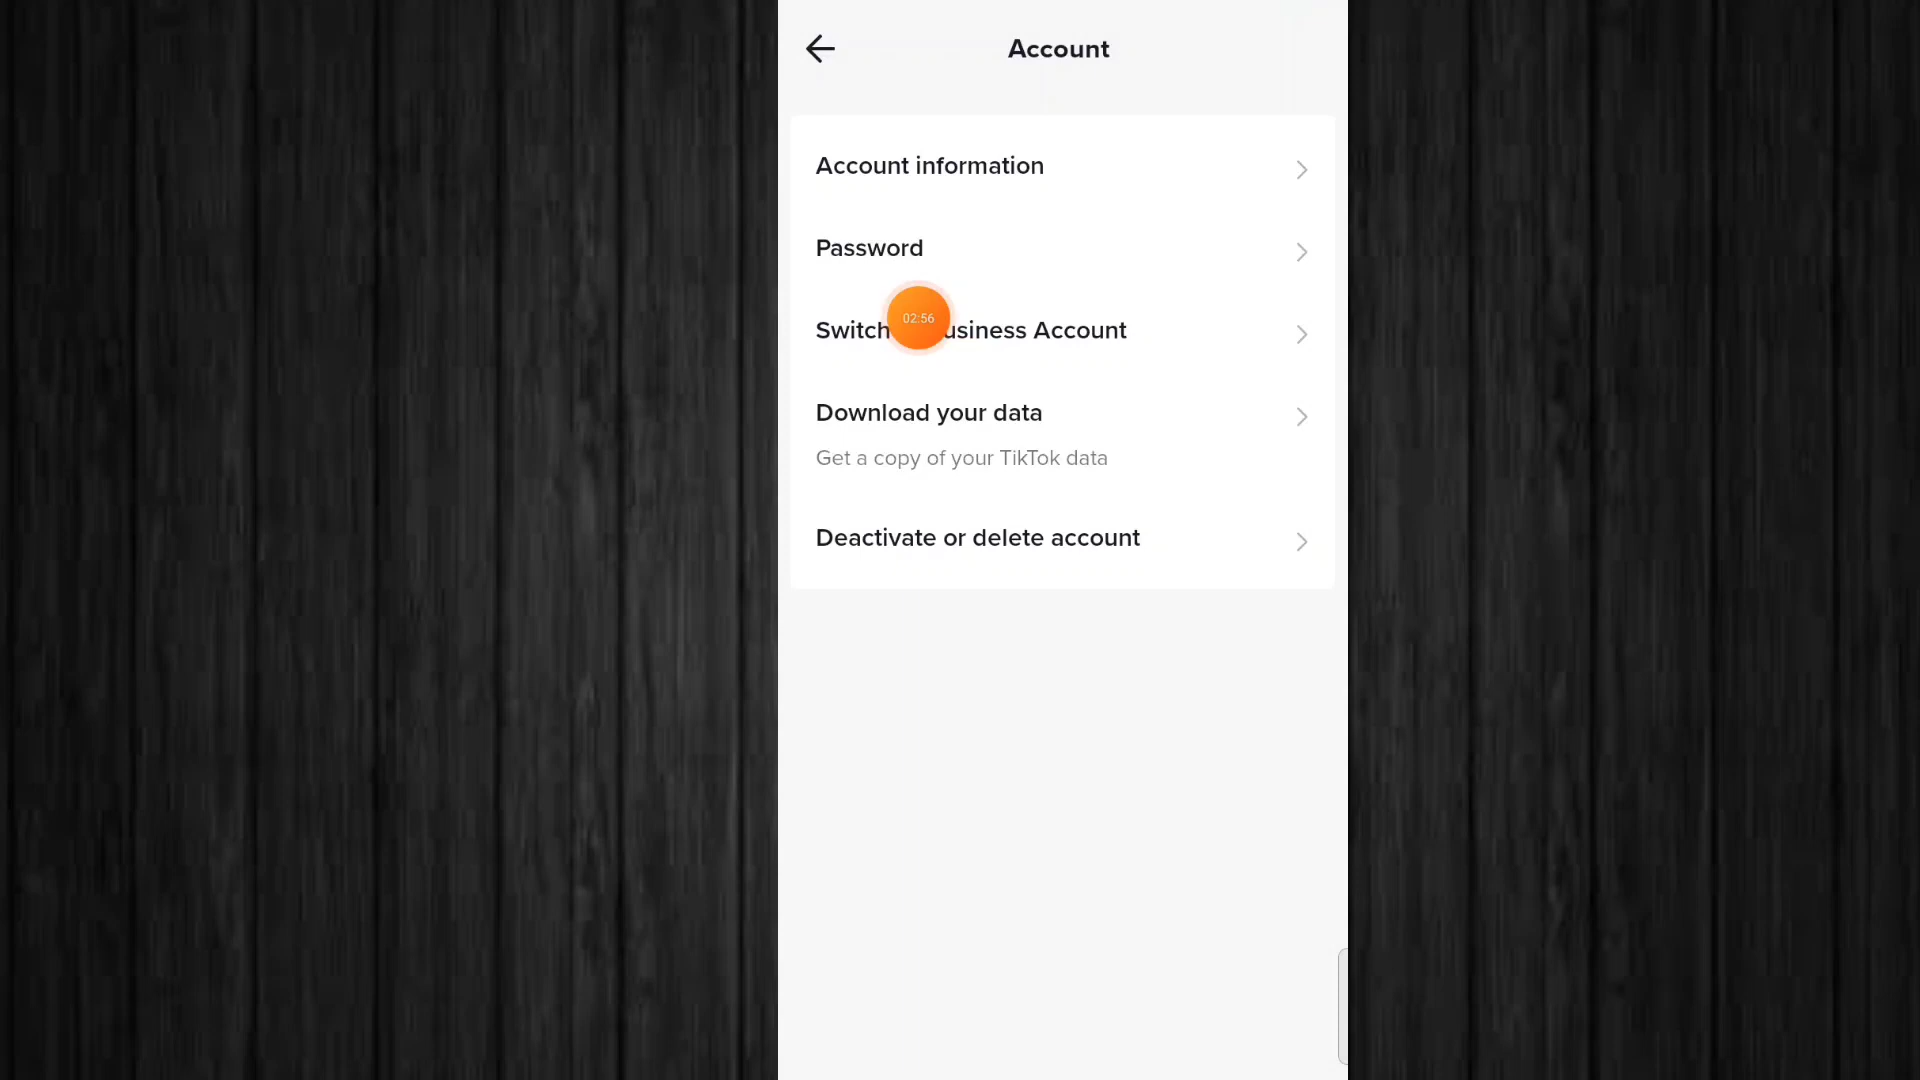 Account
Account information
Password
02:56
Switch usiness Account
Download your data
Get a copy of your TikTok data
Deactivate or delete account